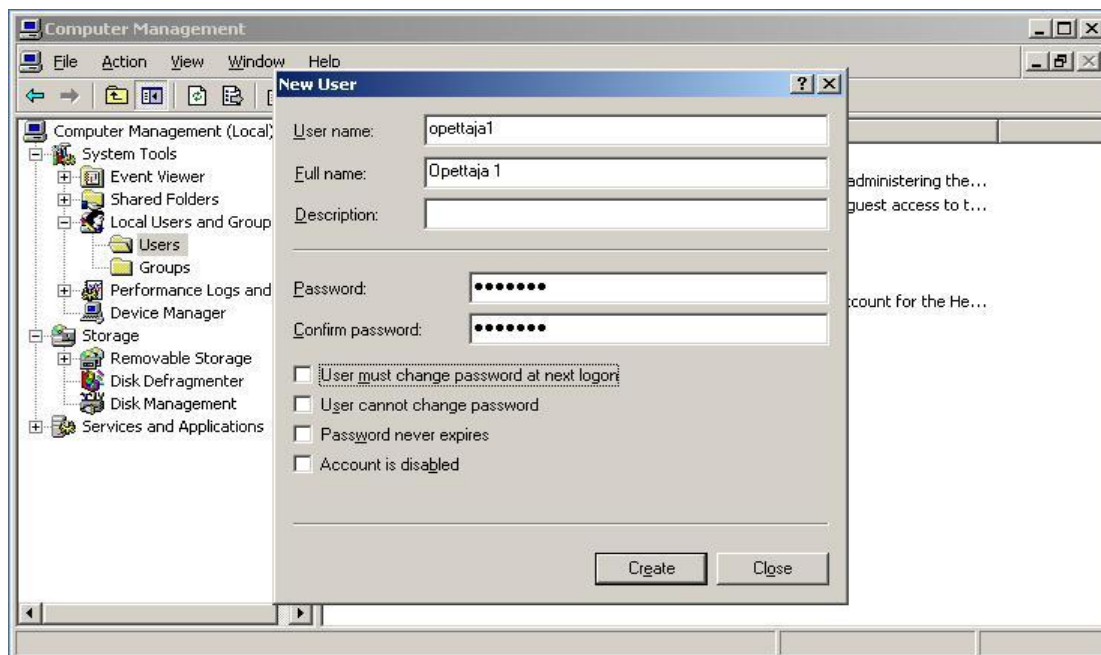 Computer Management
File Action View Window Help
New User
User name: opettaja1
Full name: Opettaja 1
Description:
Password: •••••••
Confirm password: •••••••
User must change password at next logon
User cannot change password
Password never expires
Account is disabled
Create Close
Computer Management (Local)
System Tools
Event Viewer
Shared Folders
Local Users and Group
Users
Groups
Performance Logs and
Device Manager
Storage
Removable Storage
Disk Defragmenter
Disk Management
Services and Applications
administering the...
guest access to t...
count for the He...